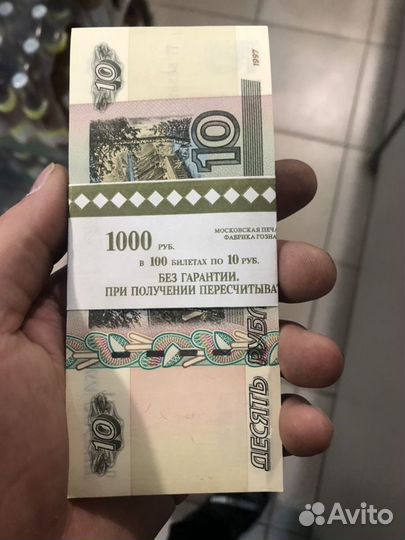 10
1997
10
1000 РУБ.
В 100 БИЛЕТАХ ПО 10 РУБ.
БЕЗ ГАРАНТИИ.
ПРИ ПОЛУЧЕНИИ ПЕРЕСЧИТЫВА
МОСКОВСКАЯ ПЕЧА
ФАБРИКА ГОЗНА
ДЕСЯТЬ РУБЛ
10
Avito